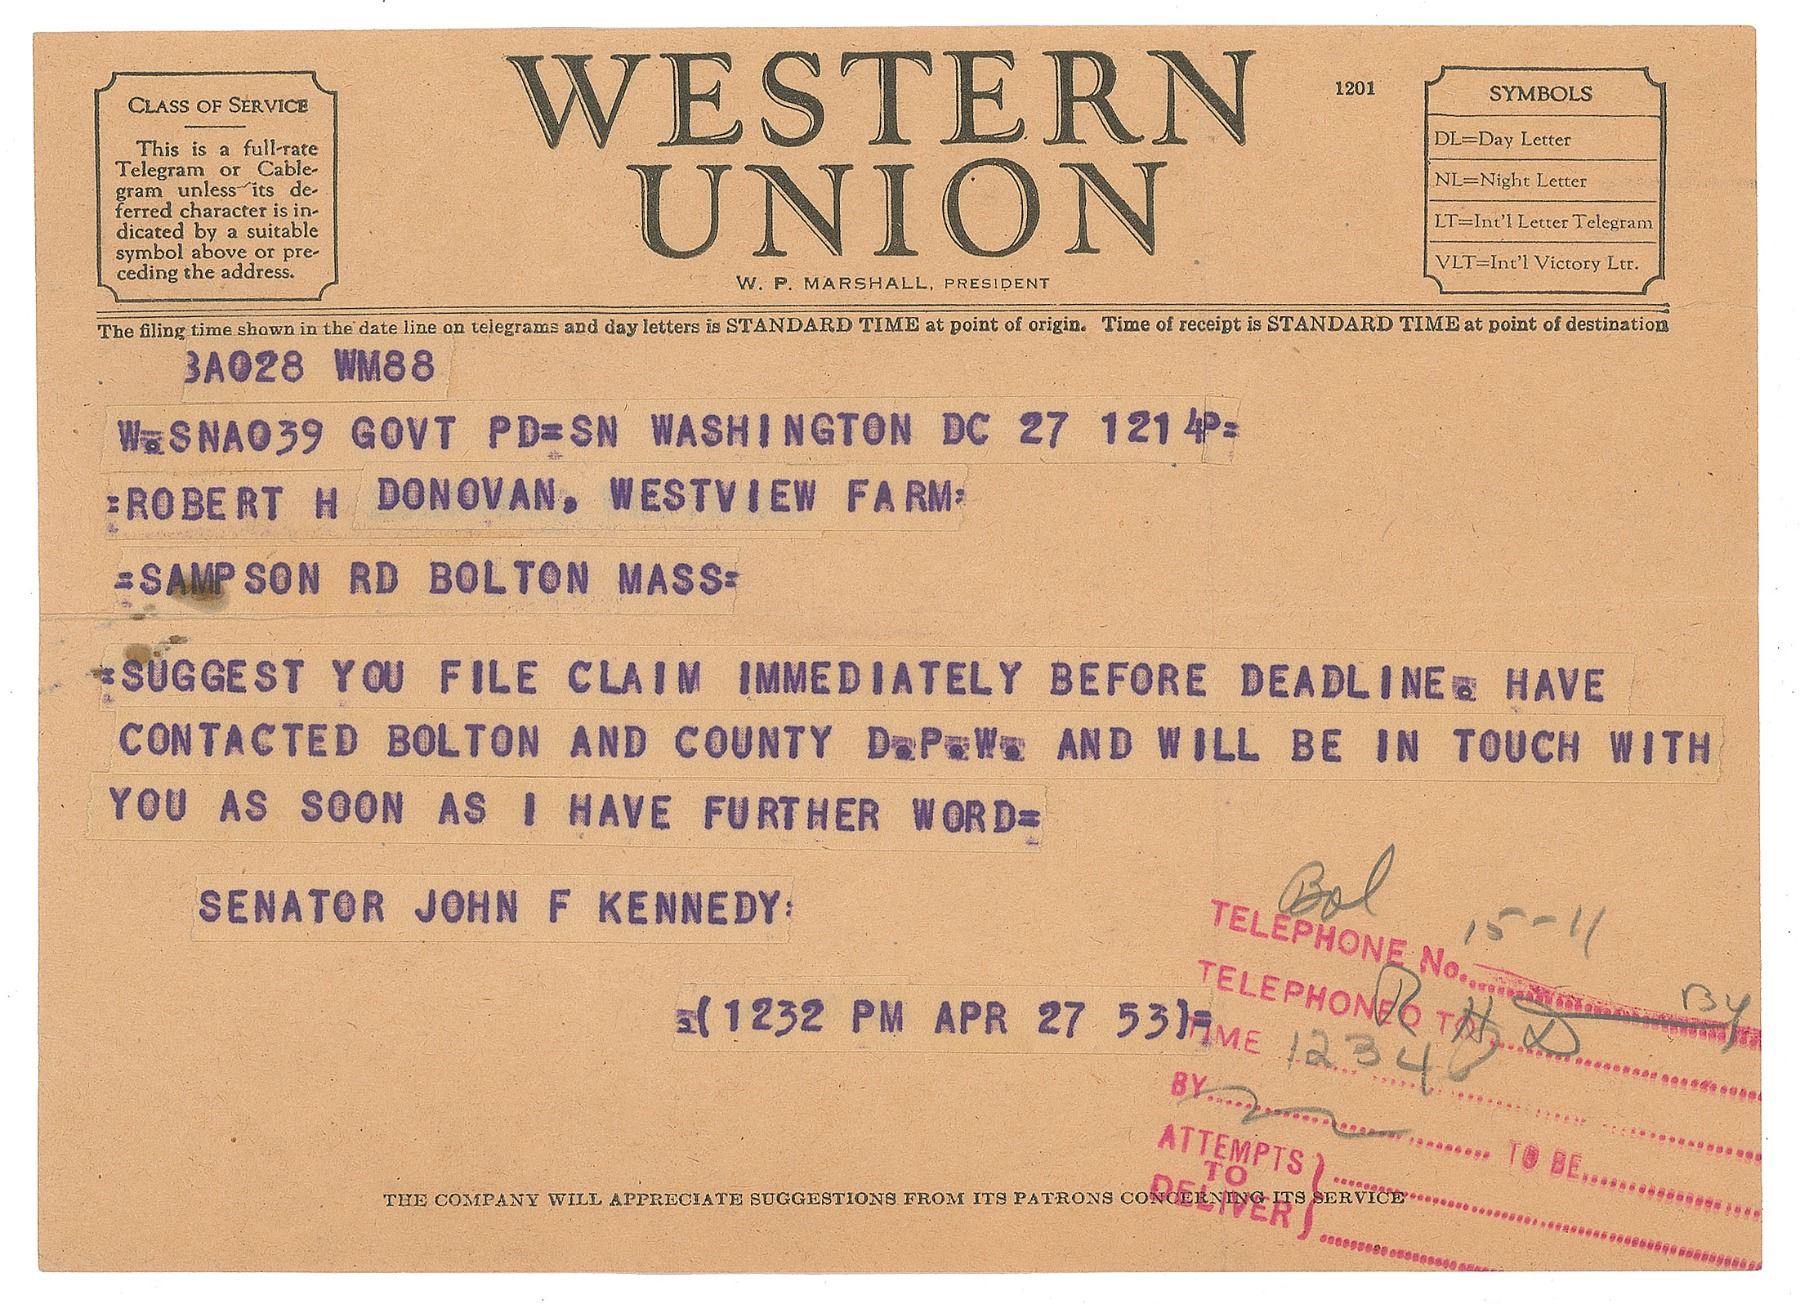 CLASS OF SERVICE
This is a full-rate
Telegram or Cable-
gram unless its de-
ferred character is in-
dicated by a suitable
symbol above or pre-
ceding the address.
WESTERN
UNION
W. P. MARSHALL, PRESIDENT
1201
SYMBOLS
DL=Day Letter
NL=Night Letter
LT=Int'l Letter Telegram
VLT=Int'l Victory Ltr.
The filing time shown in the date line on telegrams and day letters is STANDARD TIME at point of origin. Time of receipt is STANDARD TIME at point of destination
BA028 WM88
W.SNA039 GOVT PD=SN WASHINGTON DC 27 1214P=
=ROBERT H DONOVAN, WESTVIEW FARM=
=SAMPSON RD BOLTON MASS=
=SUGGEST YOU FILE CLAIM IMMEDIATELY BEFORE DEADLINE. HAVE
CONTACTED BOLTON AND COUNTY D.P.W. AND WILL BE IN TOUCH WITH
YOU AS SOON AS I HAVE FURTHER WORD=
SENATOR JOHN F KENNEDY=
=(1232 PM APR 27 53)=
Bol
TELEPHONE No. 15-11
TELEPHONED TO R H D By
TIME 1234
BY
TO BE
ATTEMPTS
TO
DELIVER
THE COMPANY WILL APPRECIATE SUGGESTIONS FROM ITS PATRONS CONCERNING ITS SERVICE